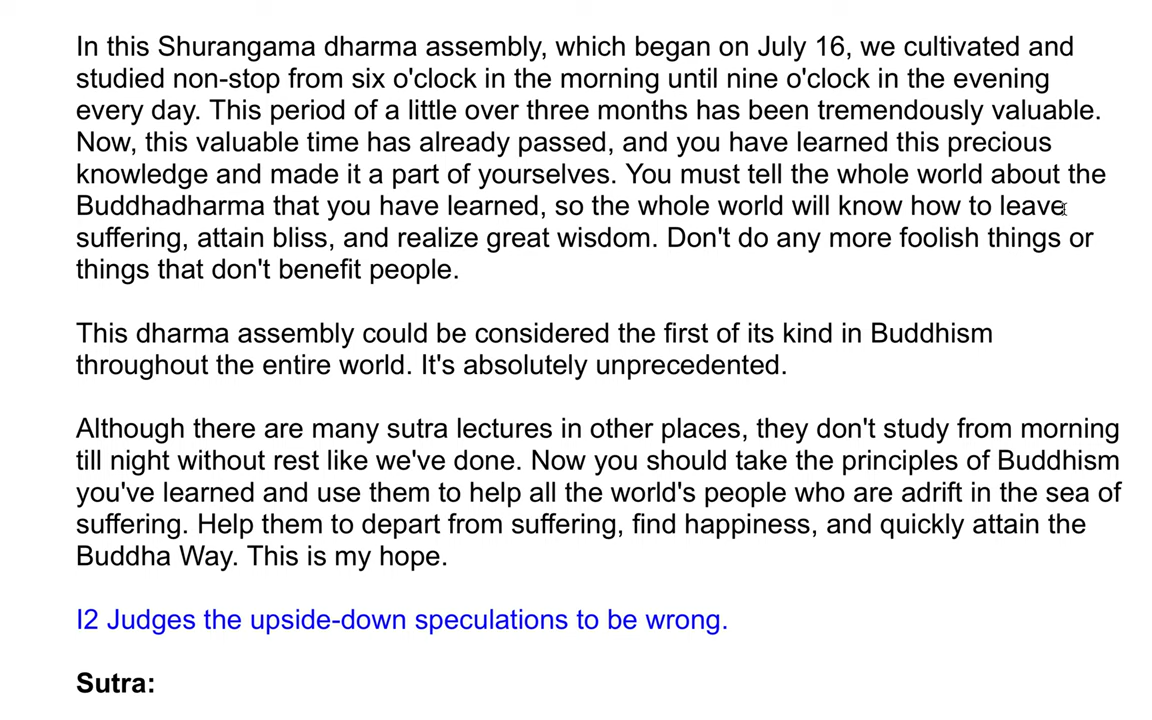 In this Shurangama dharma assembly, which began on July 16, we cultivated and
studied non-stop from six o'clock in the morning until nine o'clock in the evening
every day. This period of a little over three months has been tremendously valuable.
Now, this valuable time has already passed, and you have learned this precious
knowledge and made it a part of yourselves. You must tell the whole world about the
Buddhadharma that you have learned, so the whole world will know how to leave
suffering, attain bliss, and realize great wisdom. Don't do any more foolish things or
things that don't benefit people.
This dharma assembly could be considered the first of its kind in Buddhism
throughout the entire world. It's absolutely unprecedented.
Although there are many sutra lectures in other places, they don't study from morning
till night without rest like we've done. Now you should take the principles of Buddhism
you've learned and use them to help all the world's people who are adrift in the sea of
suffering. Help them to depart from suffering, find happiness, and quickly attain the
Buddha Way. This is my hope.
I2 Judges the upside-down speculations to be wrong.
Sutra: